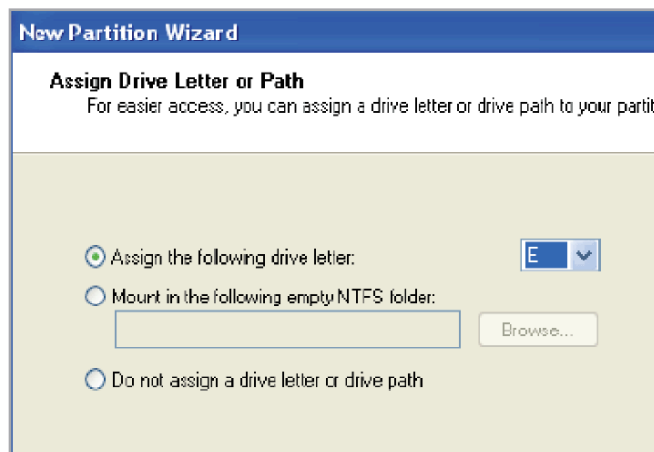 New Partition Wizard
Assign Drive Letter or Path
For easier access, you can assign a drive letter or drive path to your partit
Assign the following drive letter:
E
Mount in the following empty NTFS folder:
Browse...
Do not assign a drive letter or drive path